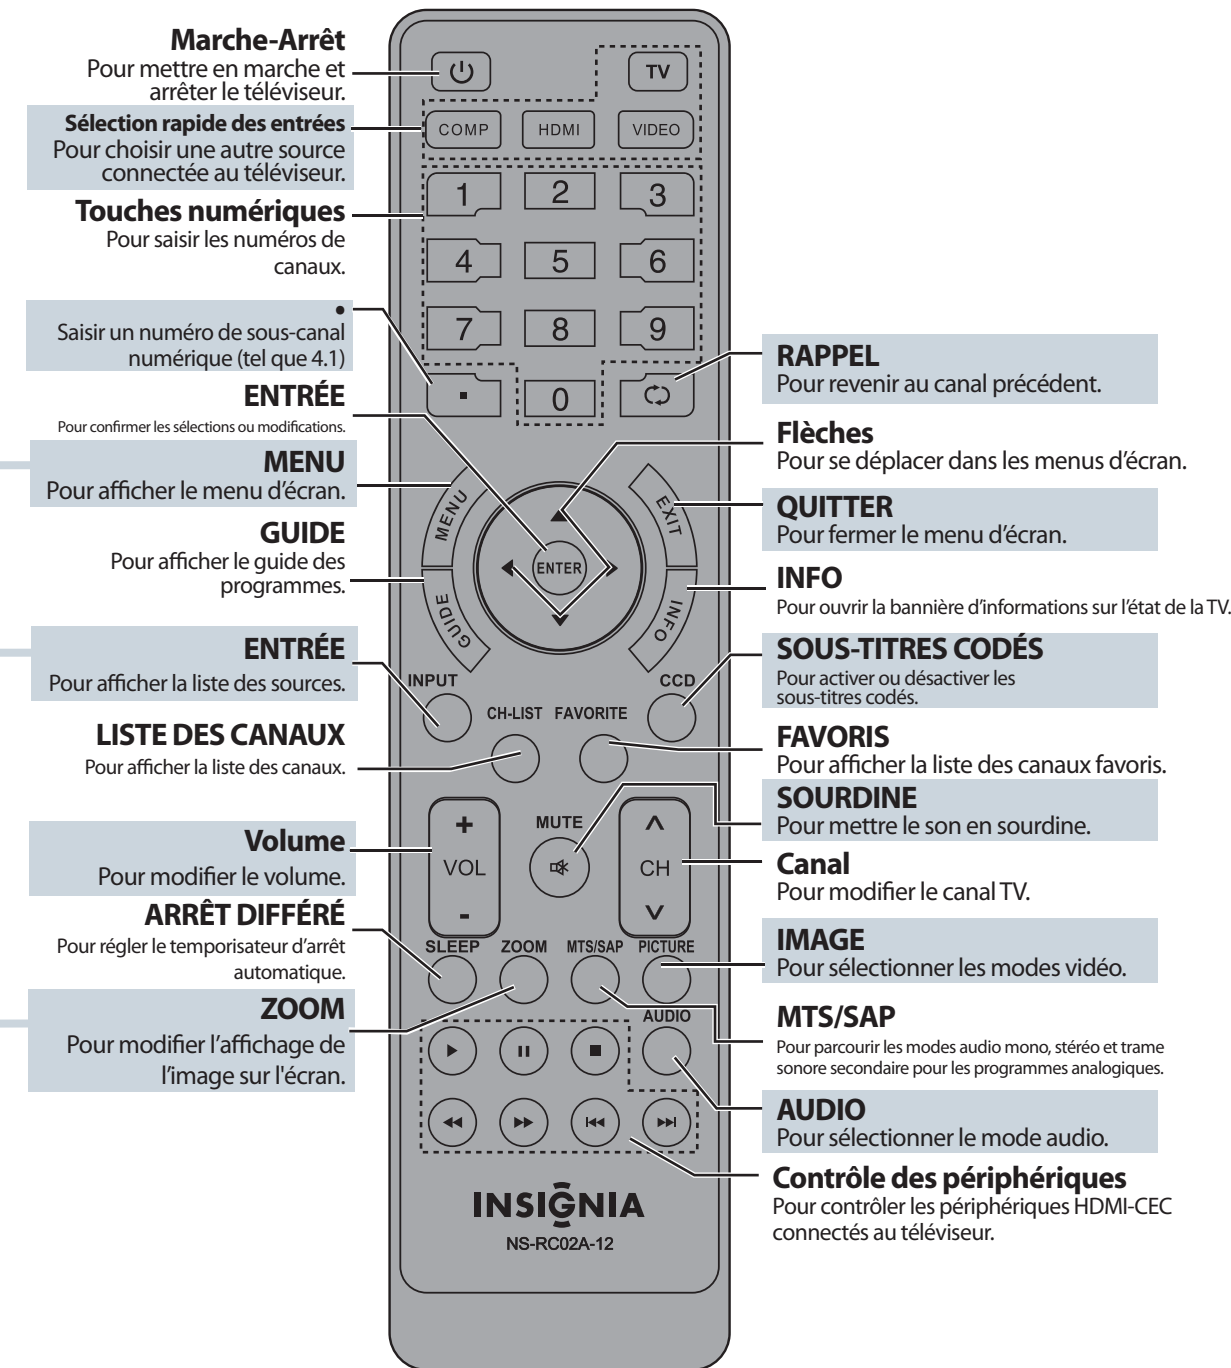 Marche-Arrêt
Pour mettre en marche et
arrêter le téléviseur.
Sélection rapide des entrées
Pour choisir une autre source
connectée au téléviseur.
Touches numériques
Pour saisir les numéros de
canaux.
•
Saisir un numéro de sous-canal
numérique (tel que 4.1)
ENTRÉE
Pour confirmer les sélections ou modifications.
MENU
Pour afficher le menu d’écran.
GUIDE
Pour afficher le guide des
programmes.
ENTRÉE
Pour afficher la liste des sources.
LISTE DES CANAUX
Pour afficher la liste des canaux.
Volume
Pour modifier le volume.
ARRÊT DIFFÉRÉ
Pour régler le temporisateur d’arrêt
automatique.
ZOOM
Pour modifier l’affichage de
l’image sur l'écran.
TV
COMP HDMI VIDEO
1 2 3
4 5 6
7 8 9
. 0
MENU
EXIT
ENTER
GUIDE
INFO
INPUT
CCD
CH-LIST FAVORITE
+
VOL
-
MUTE
CH
SLEEP ZOOM MTS/SAP PICTURE
AUDIO
INSIGNIA
NS-RC02A-12
RAPPEL
Pour revenir au canal précédent.
Flèches
Pour se déplacer dans les menus d’écran.
QUITTER
Pour fermer le menu d’écran.
INFO
Pour ouvrir la bannière d’informations sur l’état de la TV.
SOUS-TITRES CODÉS
Pour activer ou désactiver les
sous-titres codés.
FAVORIS
Pour afficher la liste des canaux favoris.
SOURDINE
Pour mettre le son en sourdine.
Canal
Pour modifier le canal TV.
IMAGE
Pour sélectionner les modes vidéo.
MTS/SAP
Pour parcourir les modes audio mono, stéréo et trame
sonore secondaire pour les programmes analogiques.
AUDIO
Pour sélectionner le mode audio.
Contrôle des périphériques
Pour contrôler les périphériques HDMI-CEC
connectés au téléviseur.